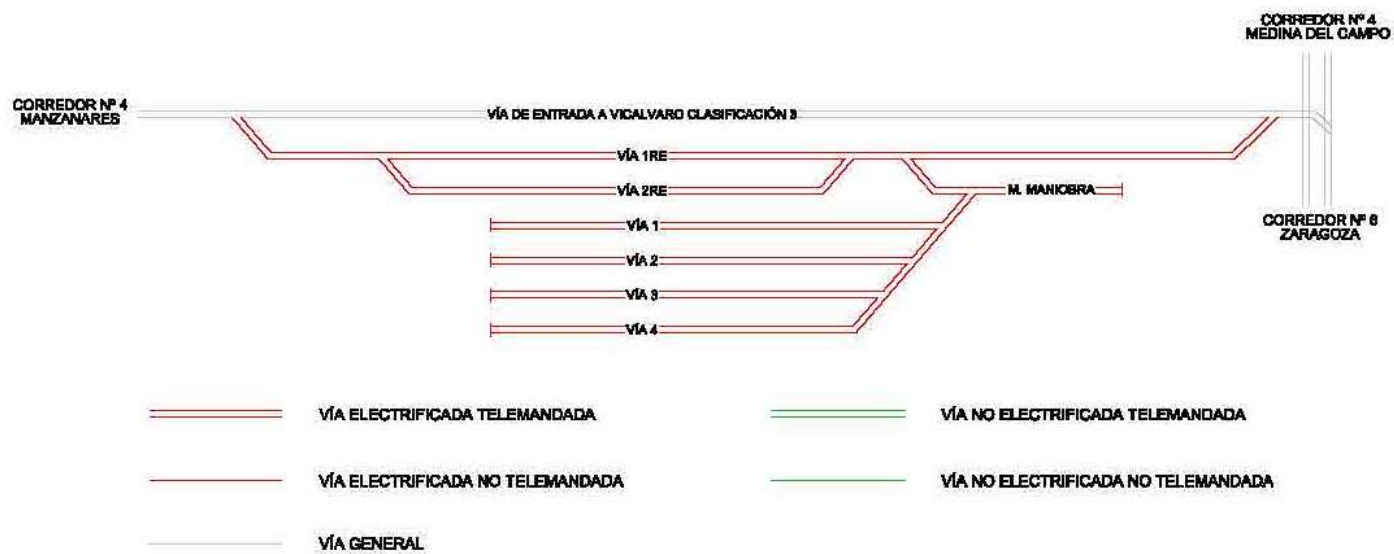 CORREDOR Nº 4
MEDINA DEL CAMPO
CORREDOR Nº 4
MANZANARES
VÍA DE ENTRADA A VICALVARO CLASIFICACIÓN 3
VÍA 1RE
VÍA 2RE
M. MANIOBRA
VÍA 1
CORREDOR Nº 6
ZARAGOZA
VÍA 2
VÍA 3
VÍA 4
VÍA ELECTRIFICADA TELEMANDADA
VÍA NO ELECTRIFICADA TELEMANDADA
VÍA ELECTRIFICADA NO TELEMANDADA
VÍA NO ELECTRIFICADA NO TELEMANDADA
VÍA GENERAL